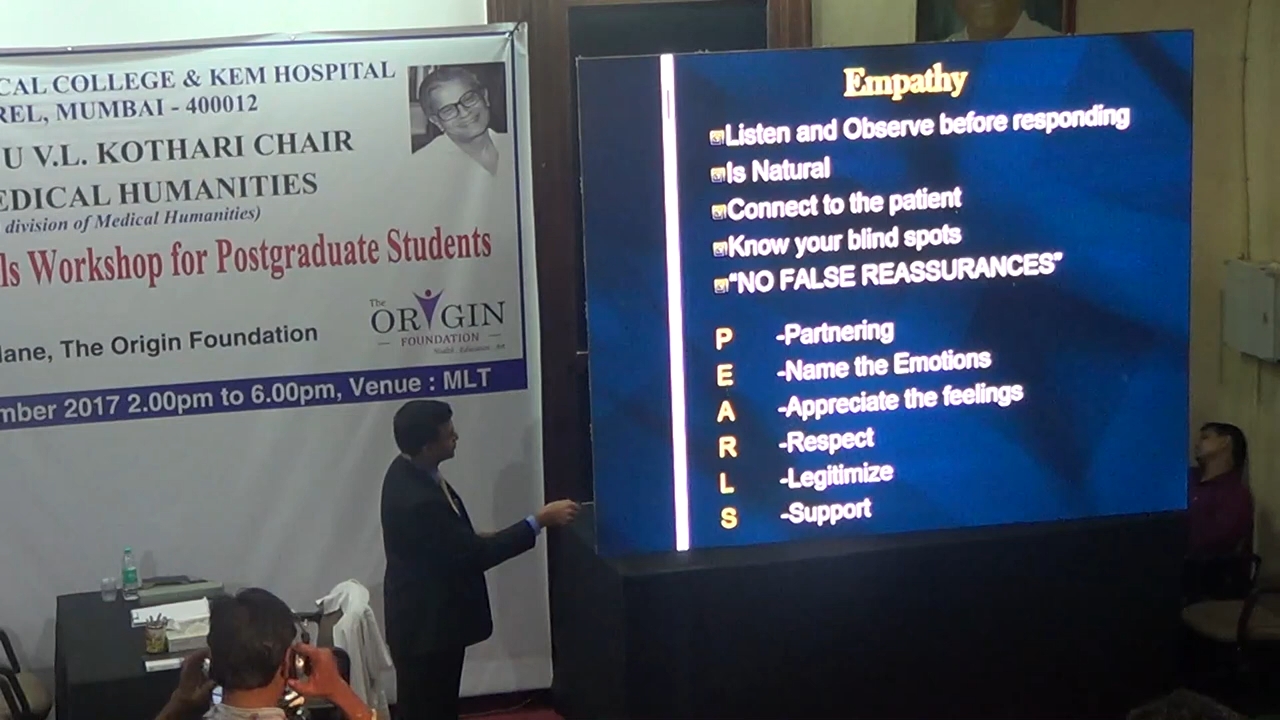 CAL COLLEGE & KEM HOSPITAL
REL, MUMBAI - 400012
U V.L. KOTHARI CHAIR
EDICAL HUMANITIES
division of Medical Humanities)
ls Workshop for Postgraduate Students
lane, The Origin Foundation
The
ORIGIN
FOUNDATION
mber 2017 2.00pm to 6.00pm, Venue : MLT
Empathy
Listen and Observe before responding
Is Natural
Connect to the patient
Know your blind spots
"NO FALSE REASSURANCES"
P -Partnering
E -Name the Emotions
A -Appreciate the feelings
R -Respect
L -Legitimize
S -Support